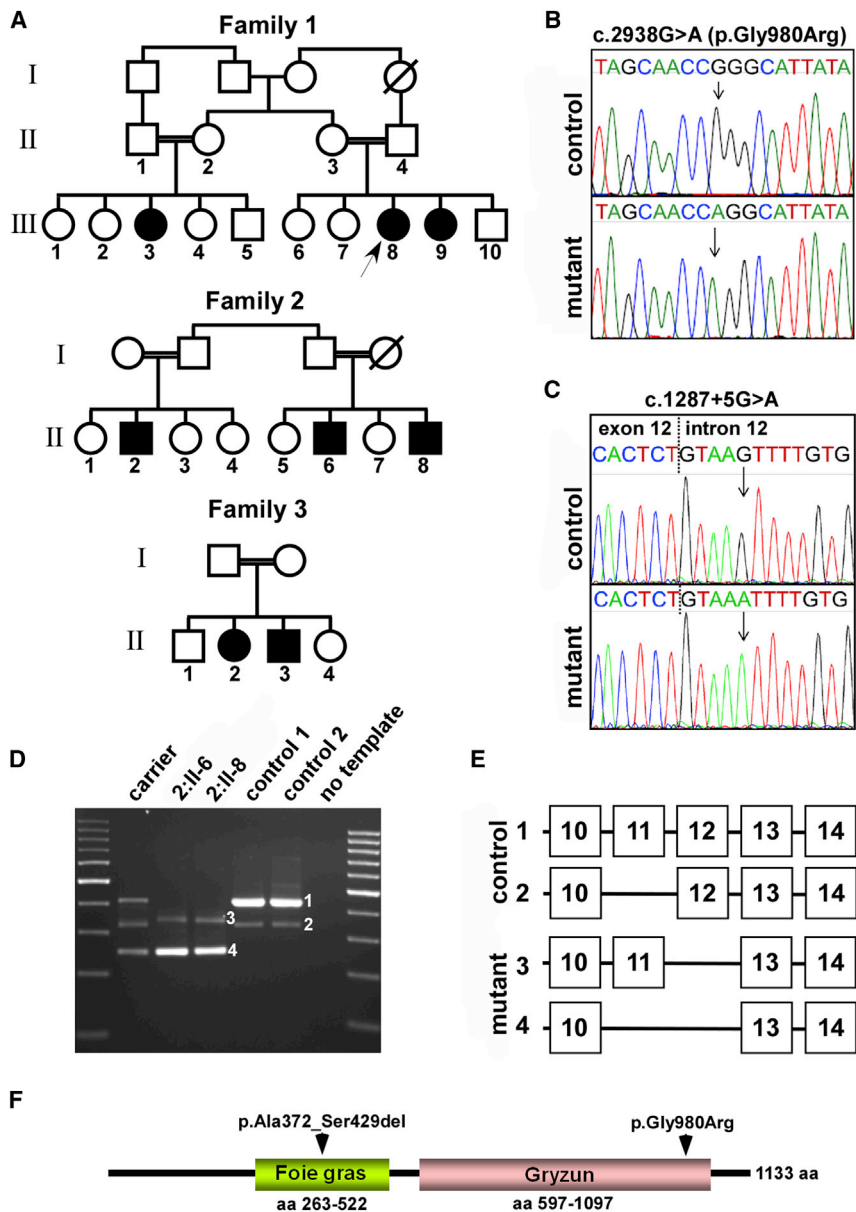 A
Family 1
I
II
1 2 3 4
III
1 2 3 4 5 6 7 8 9 10
Family 2
I
II
1 2 3 4 5 6 7 8
Family 3
I
II
1 2 3 4
B
c.2938G>A (p.Gly980Arg)
TAGCAACCGGGCATTATA
control
TAGCAACCAGGCATTATA
mutant
C
c.1287+5G>A
exon 12 intron 12
CACTCTGTAAGTTTTGTG
control
CACTCTGTAAATTTTGTG
mutant
D
carrier
2:II-6
2:II-8
control 1
control 2
no template
1
3 2
4
E
control
1 10 11 12 13 14
2 10 12 13 14
mutant
3 10 11 13 14
4 10 13 14
F
p.Ala372_Ser429del p.Gly980Arg
Foie gras Gryzun 1133 aa
aa 263-522 aa 597-1097